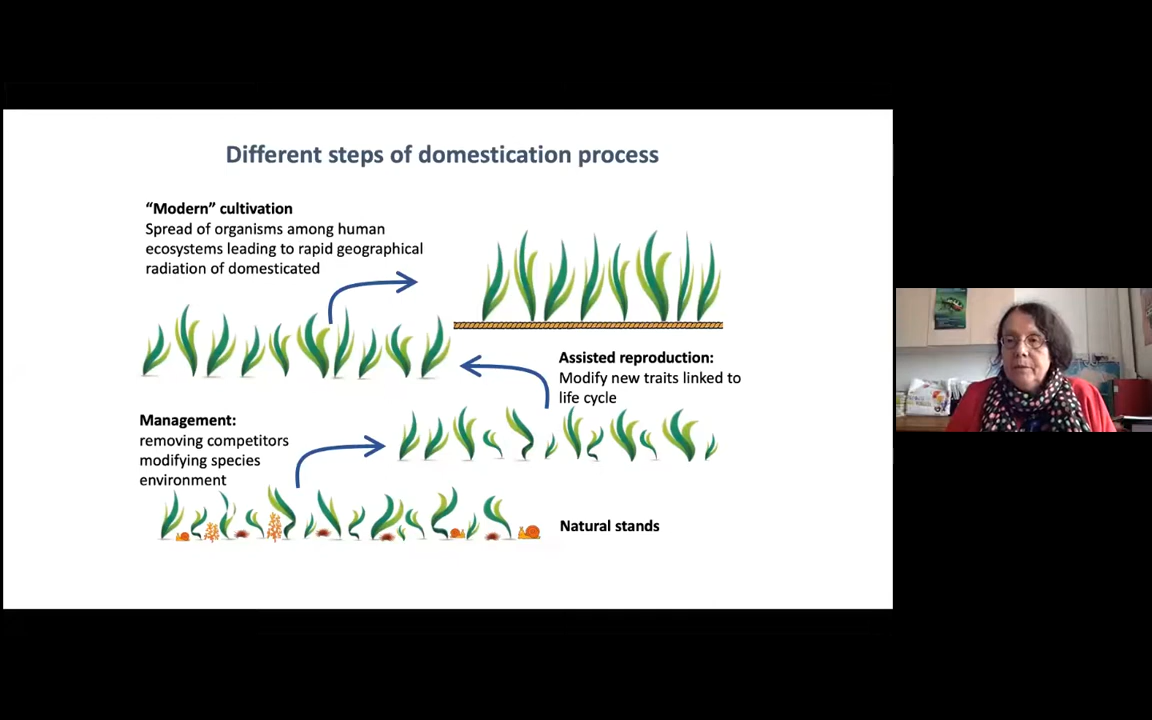 Different steps of domestication process
“Modern” cultivation
Spread of organisms among human
ecosystems leading to rapid geographical
radiation of domesticated
Assisted reproduction:
Modify new traits linked to
life cycle
Management:
removing competitors
modifying species
environment
Natural stands